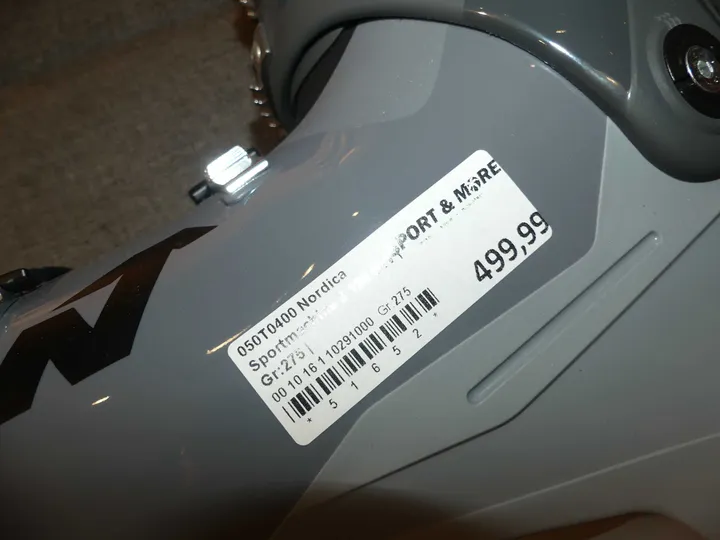 050T0400 Nordica
PORT & MORE
Gr:275
499,99
00 10 16 1 10291000 Gr 275
* 5 1 6 5 2 *